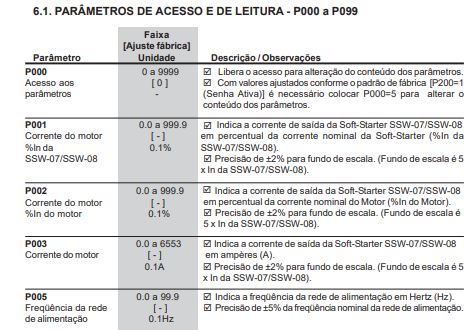 6.1. PARÂMETROS DE ACESSO E DE LEITURA - P000 a P099
Faixa
[Ajuste fábrica]
Parâmetro Unidade Descrição / Observações
P000 0 a 9999 Libera o acesso para alteração do conteúdo dos parâmetros.
Acesso aos [ 0 ] Com valores ajustados conforme o padrão de fábrica [P200=1
parâmetros - (Senha Ativa)] é necessário colocar P000=5 para alterar o
conteúdo dos parâmetros.
P001 0.0 a 999.9 Indica a corrente de saída da Soft-Starter SSW-07/SSW-08
Corrente do motor [ - ] em percentual da corrente nominal da Soft-Starter (%In da
%In da 0.1% SSW-07/SSW-08).
SSW-07/SSW-08 Precisão de ±2% para fundo de escala. (Fundo de escala é 5
x In da SSW-07/SSW-08).
P002 0.0 a 999.9 Indica a corrente de saída da Soft-Starter SSW-07/SSW-08
Corrente do motor [ - ] em percentual da corrente nominal do Motor (%In do Motor).
%In do motor 0.1% Precisão de ±2% para fundo de escala. (Fundo de escala é
5 x In da SSW-07/SSW-08).
P003 0.0 a 6553 Indica a corrente de saída da Soft-Starter SSW-07/SSW-08
Corrente do motor [ - ] em ampères (A).
0.1A Precisão de ±2% para fundo de escala. (Fundo de escala é 5
x In da SSW-07/SSW-08).
P005 0.0 a 99.9 Indica a freqüência da rede de alimentação em Hertz (Hz).
Freqüência da rede [ - ] Precisão de ±5% da freqüência nominal da rede de alimentação.
de alimentação 0.1Hz